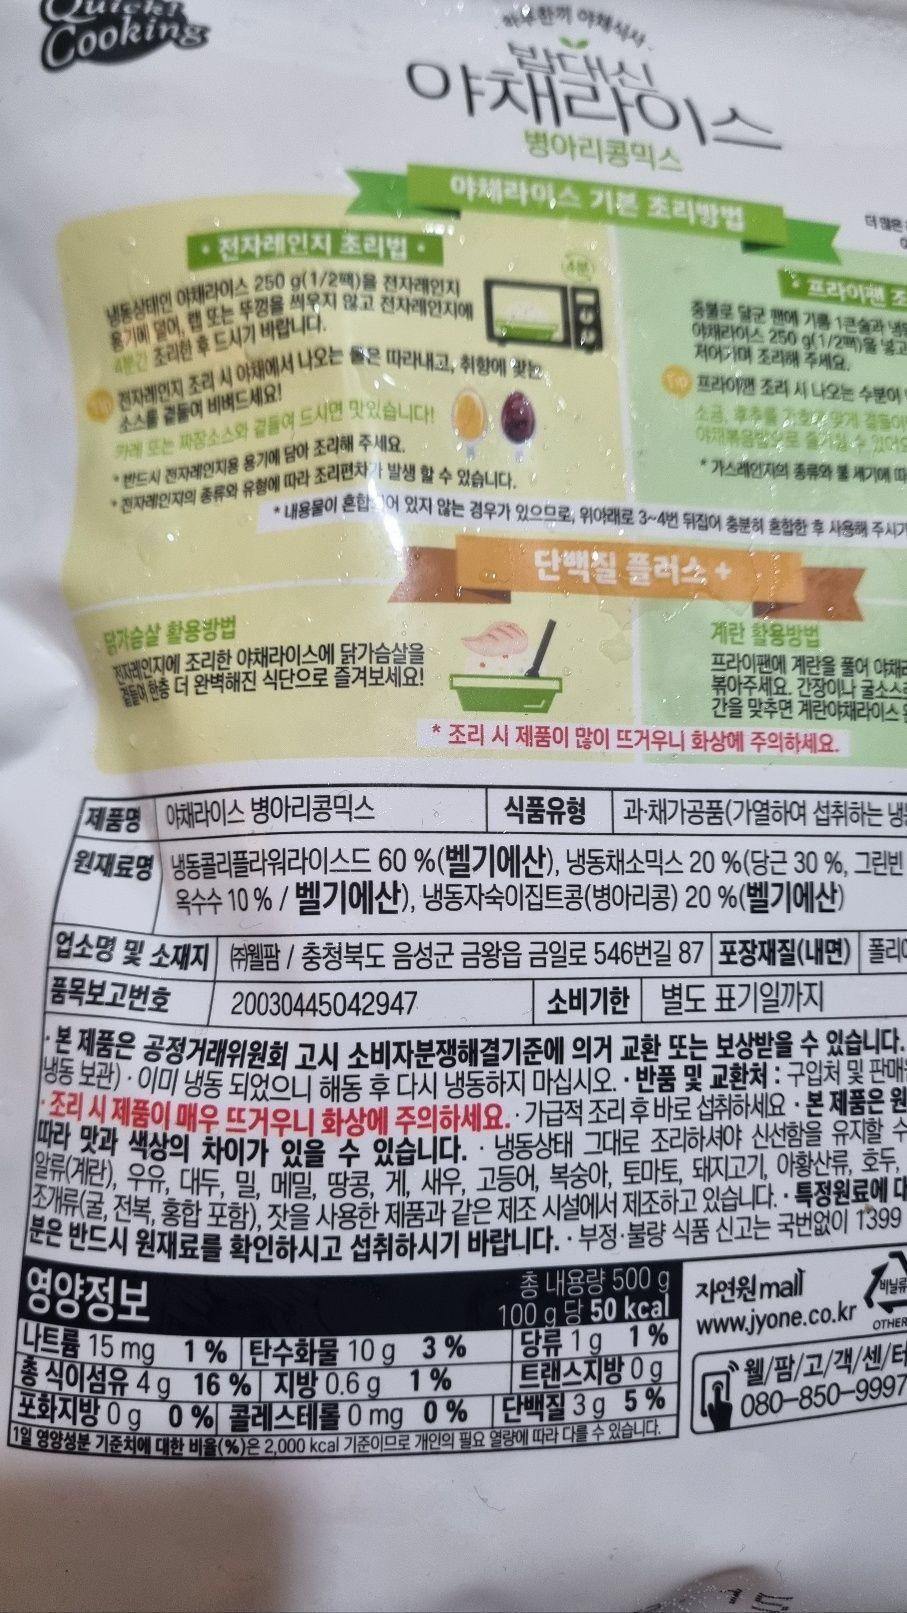 Quick?
Cooking
하루한끼 야채식사
밥대신
야채라이스
병아리콩믹스
야채라이스 기본 조리방법
더 많은
• 전자레인지 조리법 •
냉동상태인 야채라이스 250 g(1/2팩)을 전자레인지
용기에 덜어, 랩 또는 뚜껑을 씌우지 않고 전자레인지에
4분간 조리한 후 드시기 바랍니다.
4분
Tip 전자레인지 조리 시 야채에서 나오는 물은 따라내고, 취향에 맞는
소스를 곁들여 비벼드세요!
카레 또는 짜장소스와 곁들여 드시면 맛있습니다!
* 반드시 전자레인지용 용기에 담아 조리해 주세요.
* 전자레인지의 종류와 유형에 따라 조리편차가 발생 할 수 있습니다.
• 프라이팬 조
중불로 달군 팬에 기름 1큰술과 냉동
야채라이스 250 g(1/2팩)을 넣고
저어가며 조리해 주세요.
Tip 프라이팬 조리 시 나오는 수분이
소금, 후추를 기호에 맞게 곁들이
야채볶음밥으로 즐기실 수 있어요
* 가스레인지의 종류와 불 세기에 따
* 내용물이 혼합되어 있지 않는 경우가 있으므로, 위아래로 3~4번 뒤집어 충분히 혼합한 후 사용해 주시기
단백질 플러스 +
닭가슴살 활용방법
전자레인지에 조리한 야채라이스에 닭가슴살을
곁들여 한층 더 완벽해진 식단으로 즐겨보세요!
계란 활용방법
프라이팬에 계란을 풀어 야채라
볶아주세요. 간장이나 굴소스로
간을 맞추면 계란야채라이스
* 조리 시 제품이 많이 뜨거우니 화상에 주의하세요.
제품명 야채라이스 병아리콩믹스 식품유형 과·채가공품(가열하여 섭취하는 냉
원재료명 냉동콜리플라워라이스드 60 %(벨기에산), 냉동채소믹스 20 %(당근 30 %, 그린빈
옥수수 10 % / 벨기에산), 냉동자숙이집트콩(병아리콩) 20 %(벨기에산)
업소명 및 소재지 ㈜웰팜 / 충청북도 음성군 금왕읍 금일로 546번길 87 포장재질(내면) 폴리
품목보고번호 20030445042947 소비기한 별도 표기일까지
· 본 제품은 공정거래위원회 고시 소비자분쟁해결기준에 의거 교환 또는 보상받을 수 있습니다.
냉동 보관) · 이미 냉동 되었으니 해동 후 다시 냉동하지 마십시오. · 반품 및 교환처 : 구입처 및 판매
· 조리 시 제품이 매우 뜨거우니 화상에 주의하세요. · 가급적 조리 후 바로 섭취하세요 · 본 제품은 원
따라 맛과 색상의 차이가 있을 수 있습니다. · 냉동상태 그대로 조리하셔야 신선함을 유지할 수
알류(계란), 우유, 대두, 밀, 메밀, 땅콩, 게, 새우, 고등어, 복숭아, 토마토, 돼지고기, 아황산류, 호두,
조개류(굴, 전복, 홍합 포함), 잣을 사용한 제품과 같은 제조 시설에서 제조하고 있습니다. · 특정원료에 대
분은 반드시 원재료를 확인하시고 섭취하시기 바랍니다. · 부정·불량 식품 신고는 국번없이 1399
영양정보 총 내용량 500 g
100 g 당 50 kcal
나트륨 15 mg 1 % 탄수화물 10 g 3 % 당류 1 g 1 %
총 식이섬유 4 g 16 % 지방 0.6 g 1 % 트랜스지방 0 g
포화지방 0 g 0 % 콜레스테롤 0 mg 0 % 단백질 3 g 5 %
1일 영양성분 기준치에 대한 비율(%)은 2,000 kcal 기준이므로 개인의 필요 열량에 따라 다를 수 있습니다.
자연원mall
www.jyone.co.kr
비닐류
OTHER
웰/팜/고/객/센/터
080-850-9997